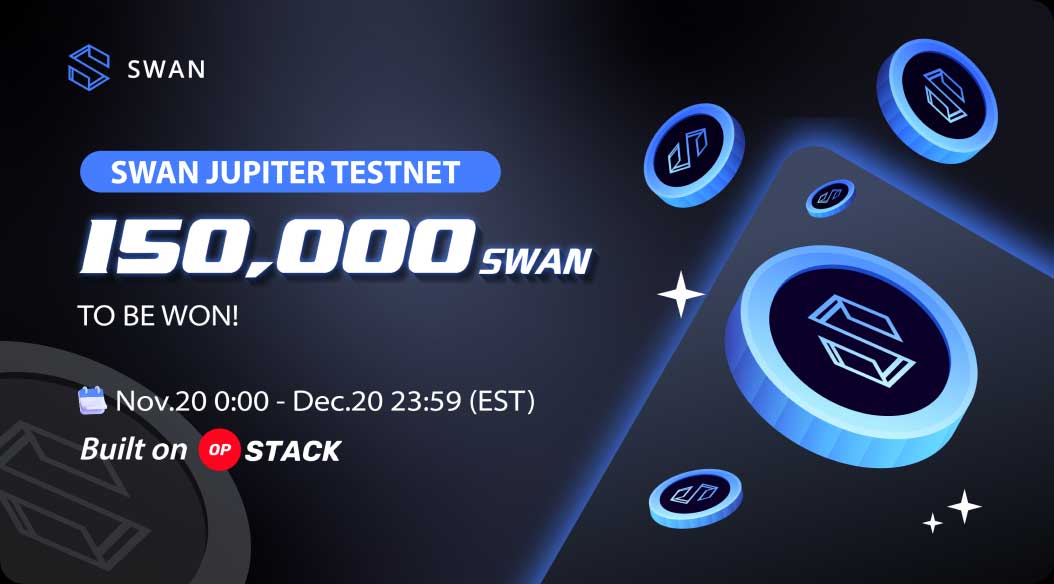 SWAN
SWAN JUPITER TESTNET
150,000 SWAN
TO BE WON!
Nov.20 0:00 - Dec.20 23:59 (EST)
Built on OP STACK